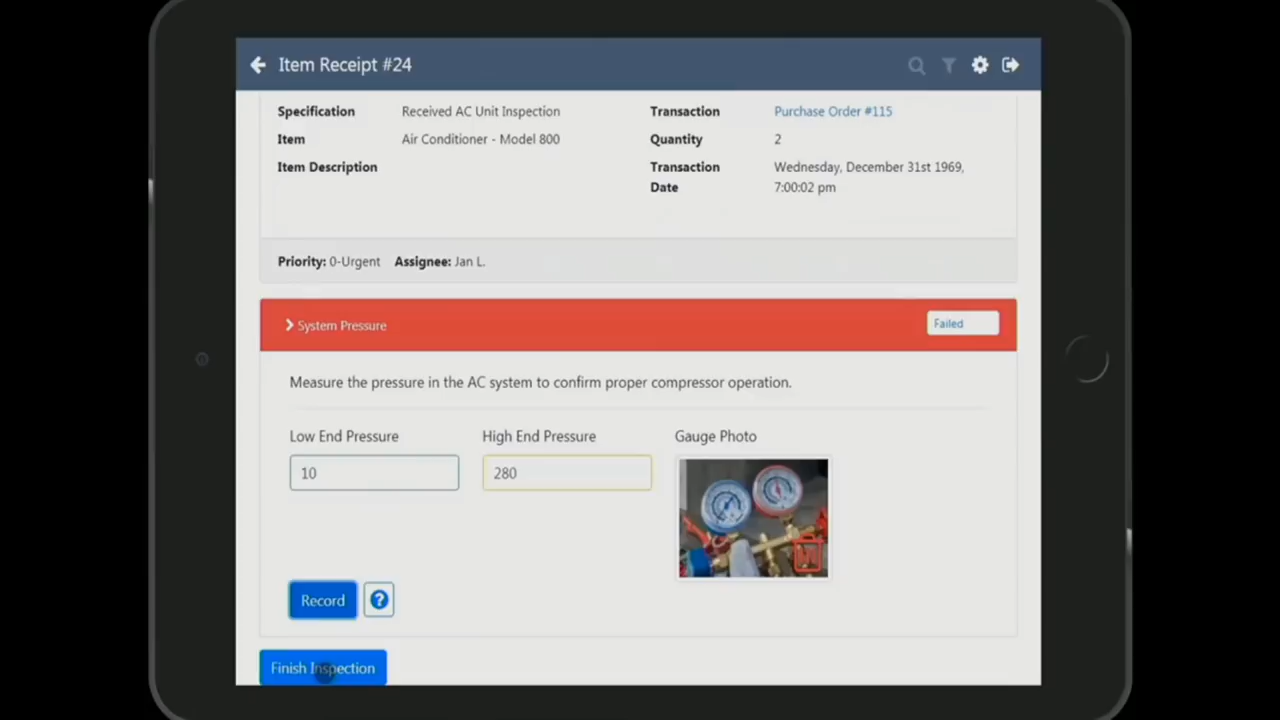 Item Receipt #24
Specification Received AC Unit Inspection Transaction Purchase Order #115
Item Air Conditioner - Model 800 Quantity 2
Item Description Transaction Date Wednesday, December 31st 1969, 7:00:02 pm
Priority: 0-Urgent Assignee: Jan L.
System Pressure Failed
Measure the pressure in the AC system to confirm proper compressor operation.
Low End Pressure High End Pressure Gauge Photo
10 280
Record ?
Finish Inspection